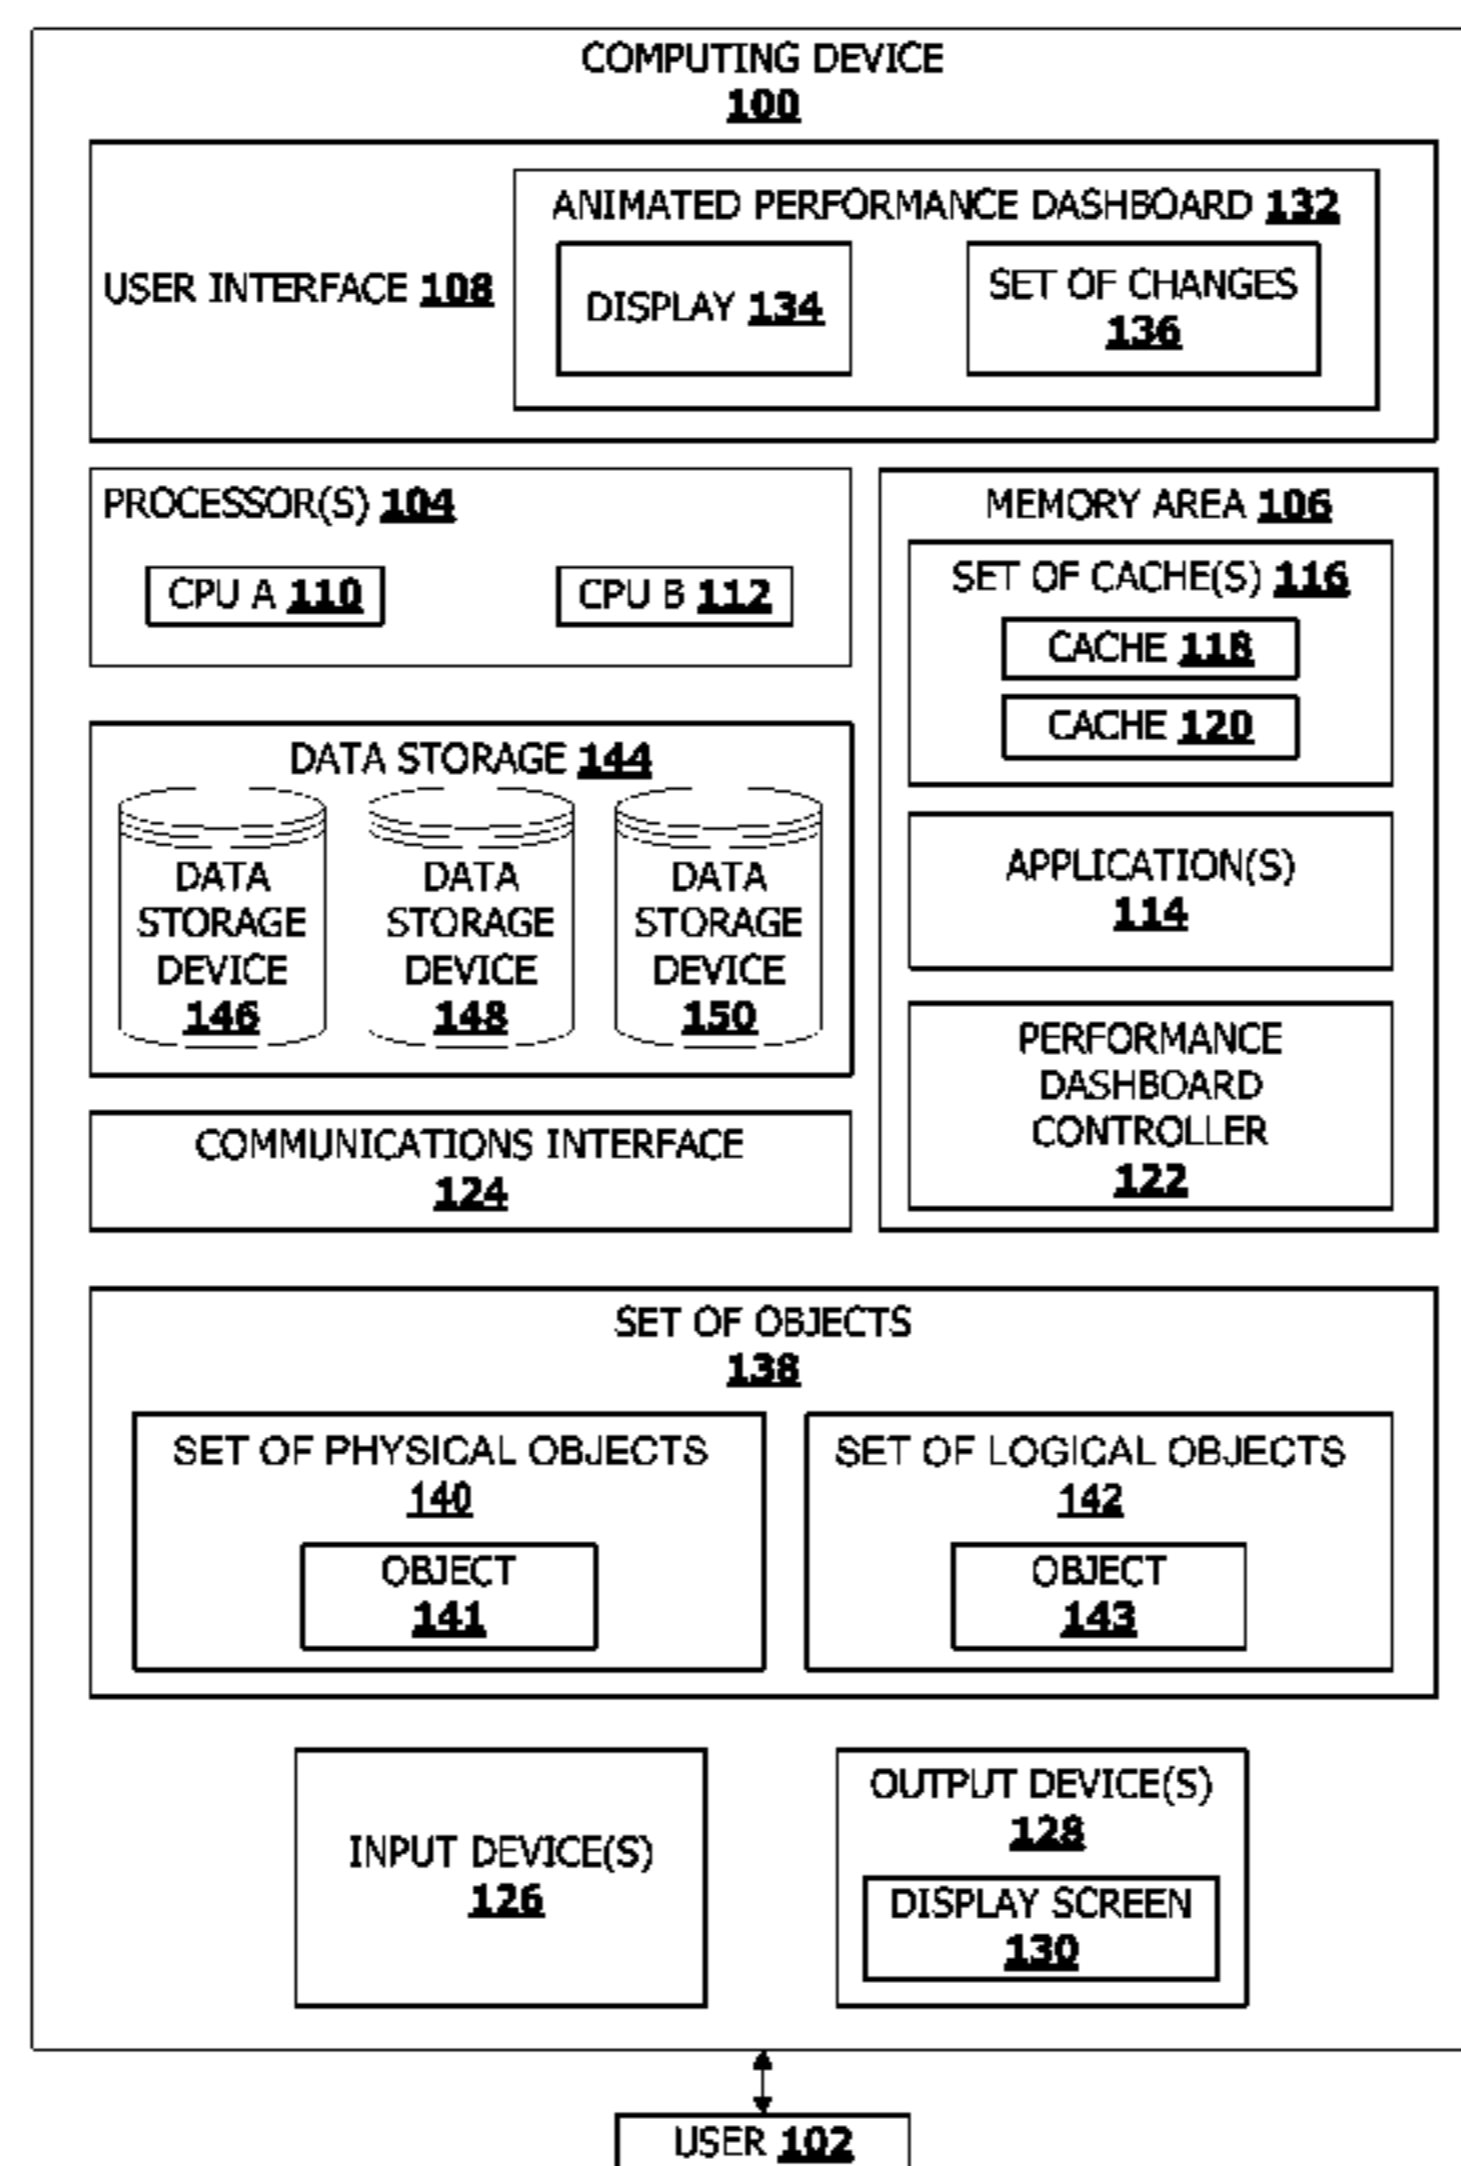 COMPUTING DEVICE
100
ANIMATED PERFORMANCE DASHBOARD 132
USER INTERFACE 108
DISPLAY 134
SET OF CHANGES
136
PROCESSOR(S) 104
CPU A 110
CPU B 112
MEMORY AREA 106
SET OF CACHE(S) 116
CACHE 118
CACHE 120
APPLICATION(S)
114
PERFORMANCE
DASHBOARD
CONTROLLER
122
DATA STORAGE 144
DATA
STORAGE
DEVICE
146
DATA
STORAGE
DEVICE
148
DATA
STORAGE
DEVICE
150
COMMUNICATIONS INTERFACE
124
SET OF OBJECTS
138
SET OF PHYSICAL OBJECTS
140
OBJECT
141
SET OF LOGICAL OBJECTS
142
OBJECT
143
INPUT DEVICE(S)
126
OUTPUT DEVICE(S)
128
DISPLAY SCREEN
130
USER 102